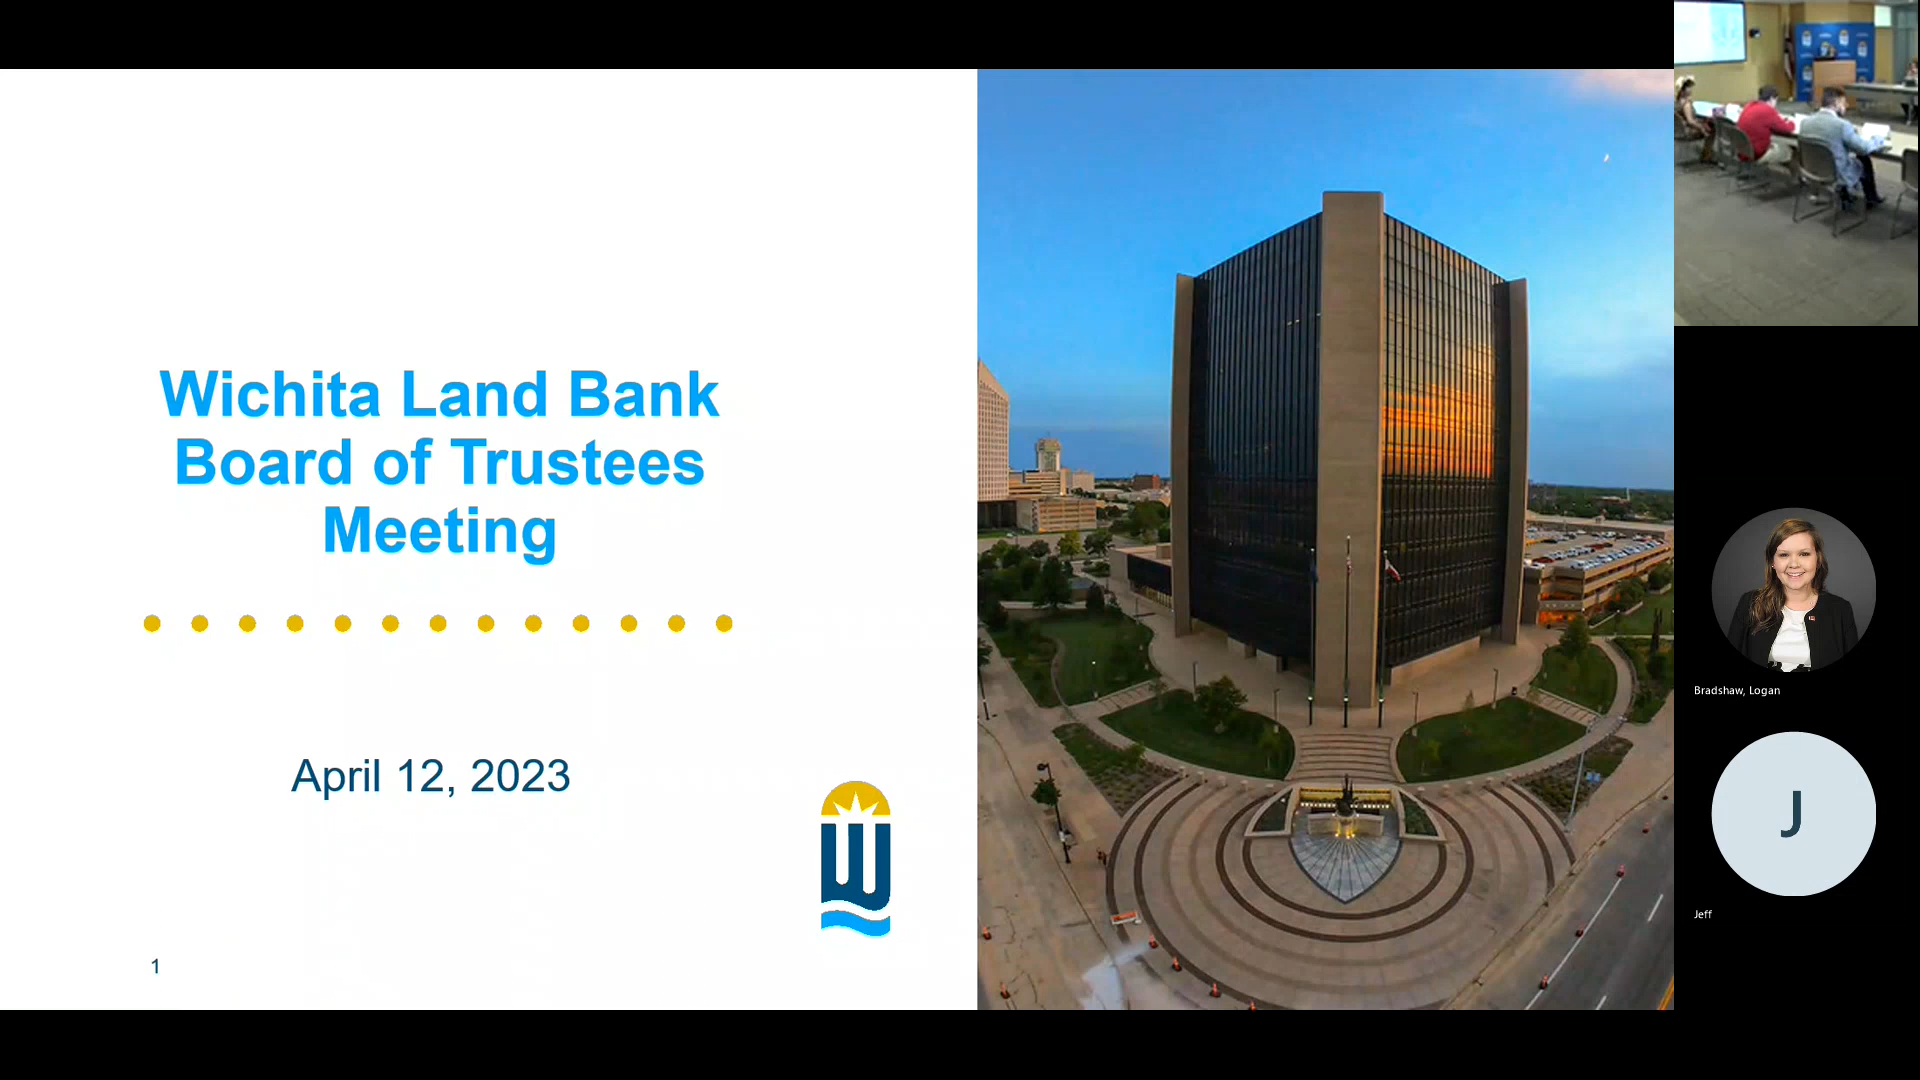 Wichita Land Bank
Board of Trustees
Meeting
April 12, 2023
1
Bradshaw, Logan
J
Jeff